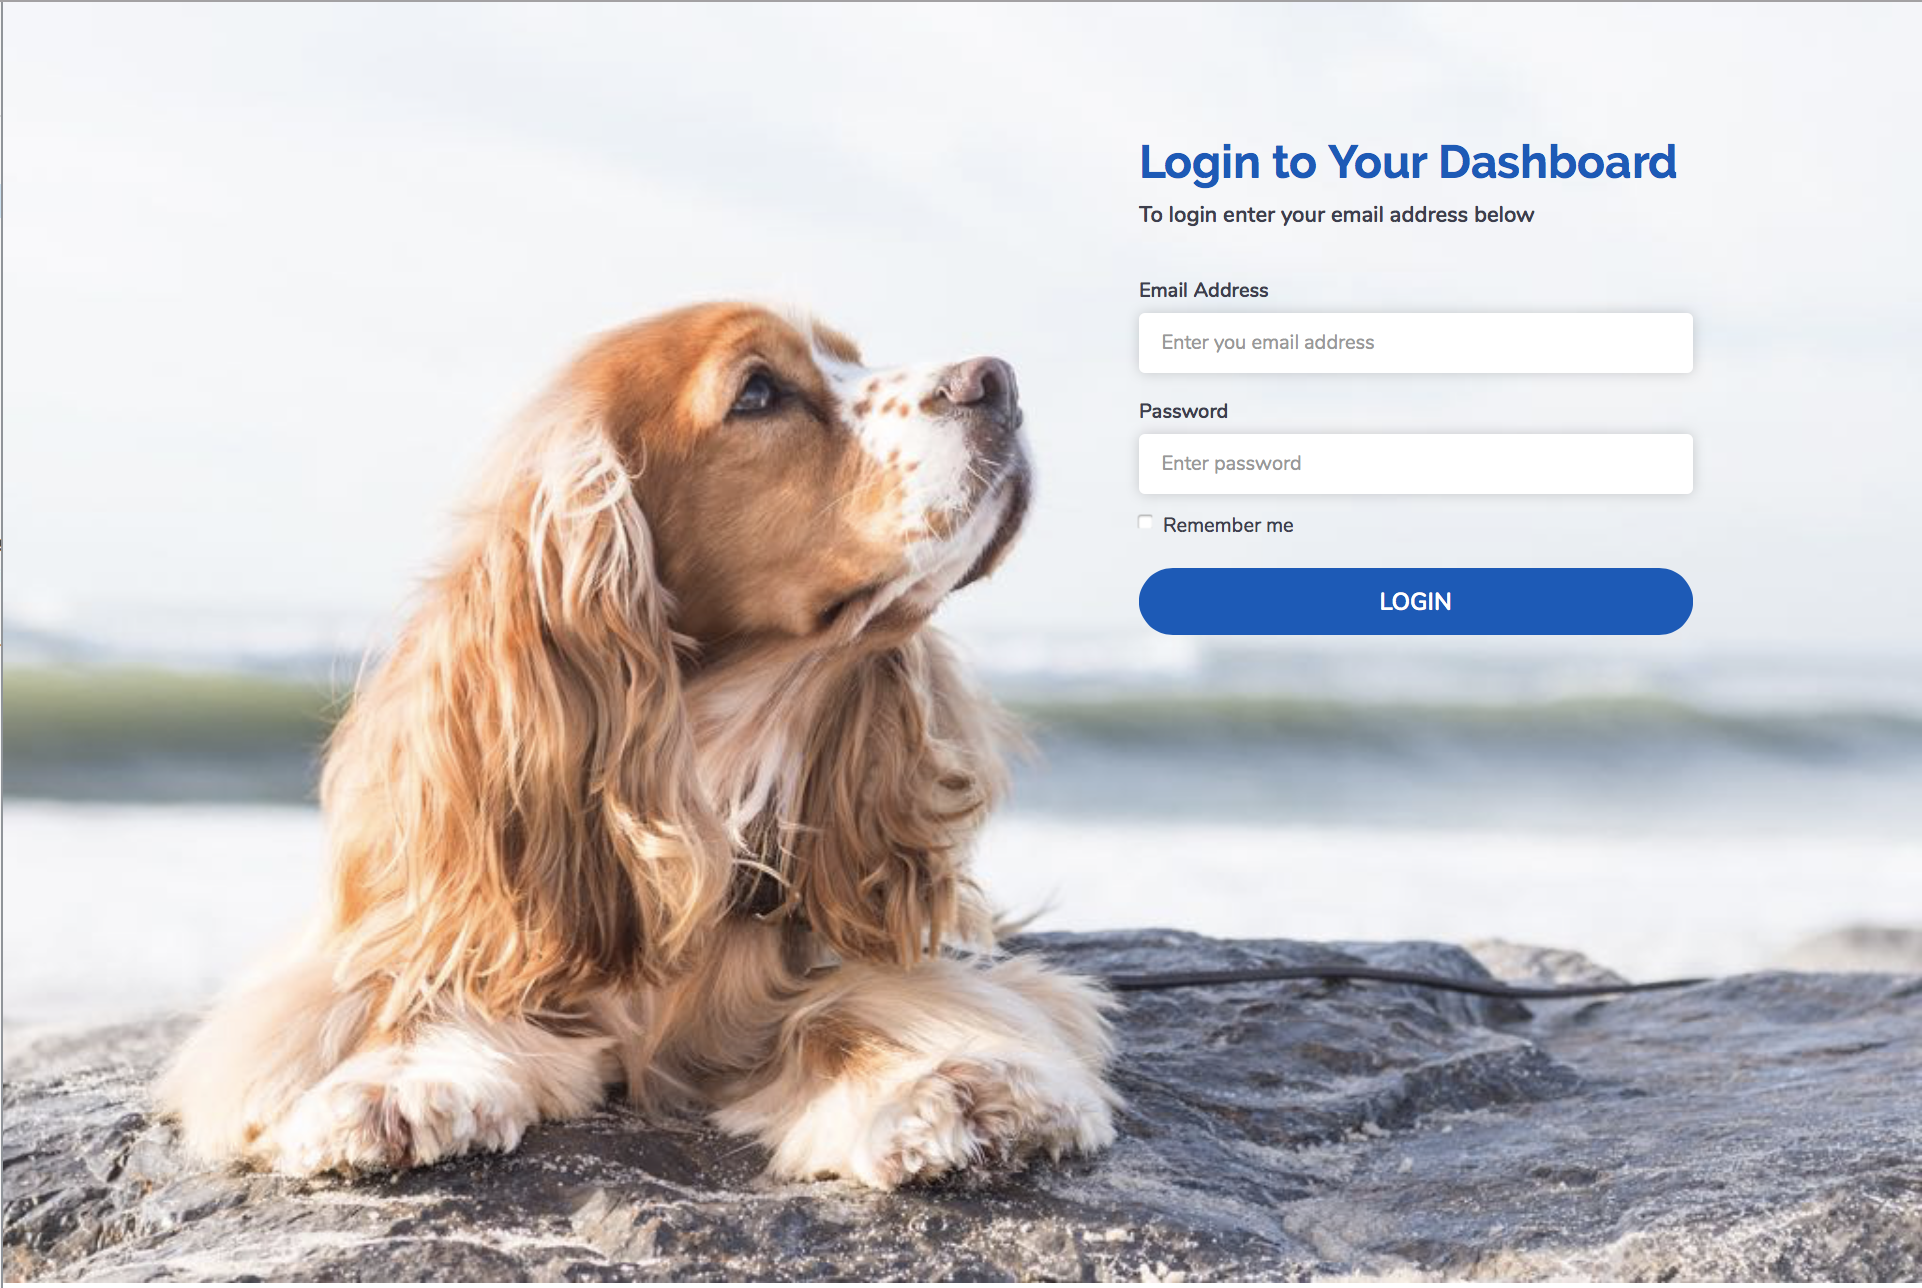 Login to Your Dashboard
To login enter your email address below
Email Address
Enter you email address
Password
Enter password
Remember me
LOGIN